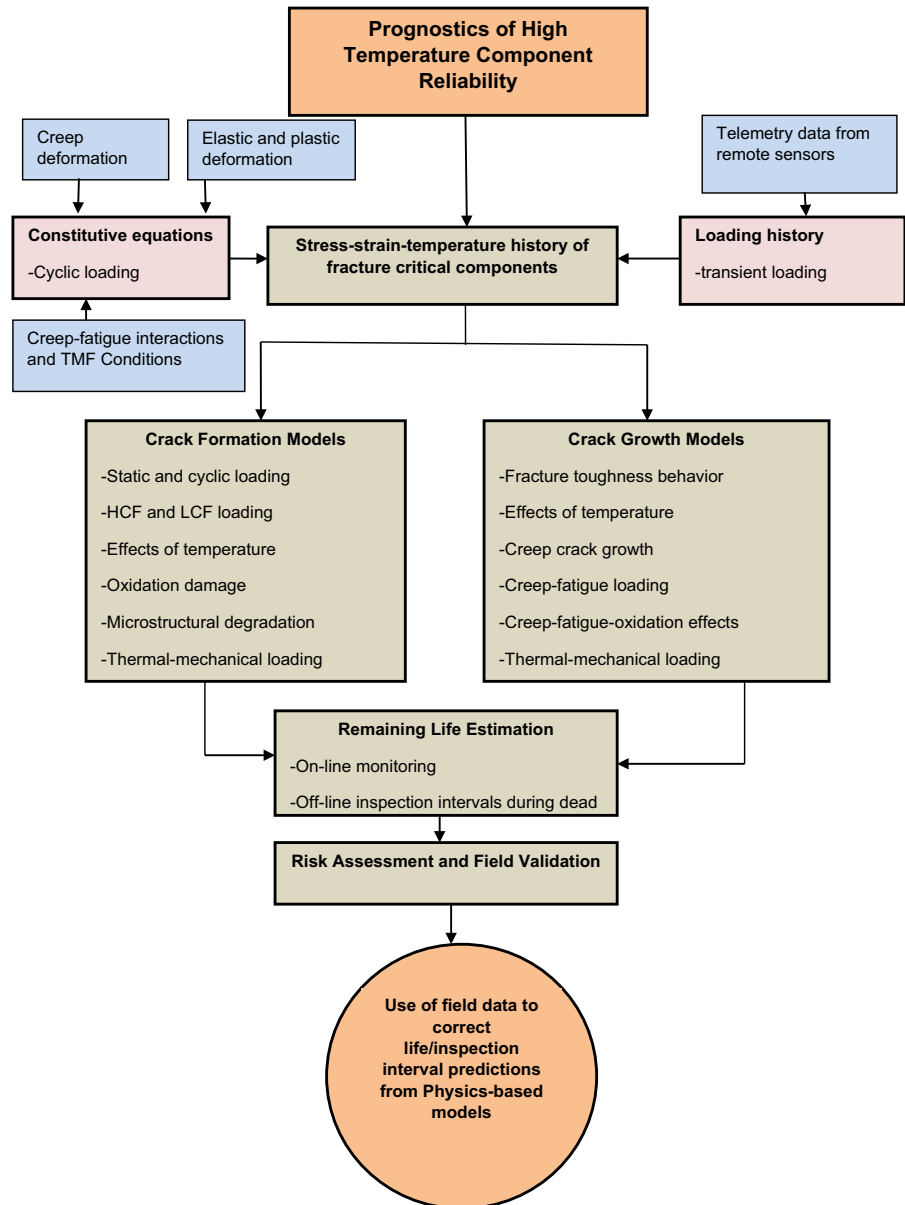 Prognostics of High
Temperature Component
Reliability
Creep
deformation
Elastic and plastic
deformation
Telemetry data from
remote sensors
Constitutive equations
-Cyclic loading
Stress-strain-temperature history of
fracture critical components
Loading history
-transient loading
Creep-fatigue interactions
and TMF Conditions
Crack Formation Models
-Static and cyclic loading
-HCF and LCF loading
-Effects of temperature
-Oxidation damage
-Microstructural degradation
-Thermal-mechanical loading
Crack Growth Models
-Fracture toughness behavior
-Effects of temperature
-Creep crack growth
-Creep-fatigue loading
-Creep-fatigue-oxidation effects
-Thermal-mechanical loading
Remaining Life Estimation
-On-line monitoring
-Off-line inspection intervals during dead
Risk Assessment and Field Validation
Use of field data to
correct
life/inspection
interval predictions
from Physics-based
models